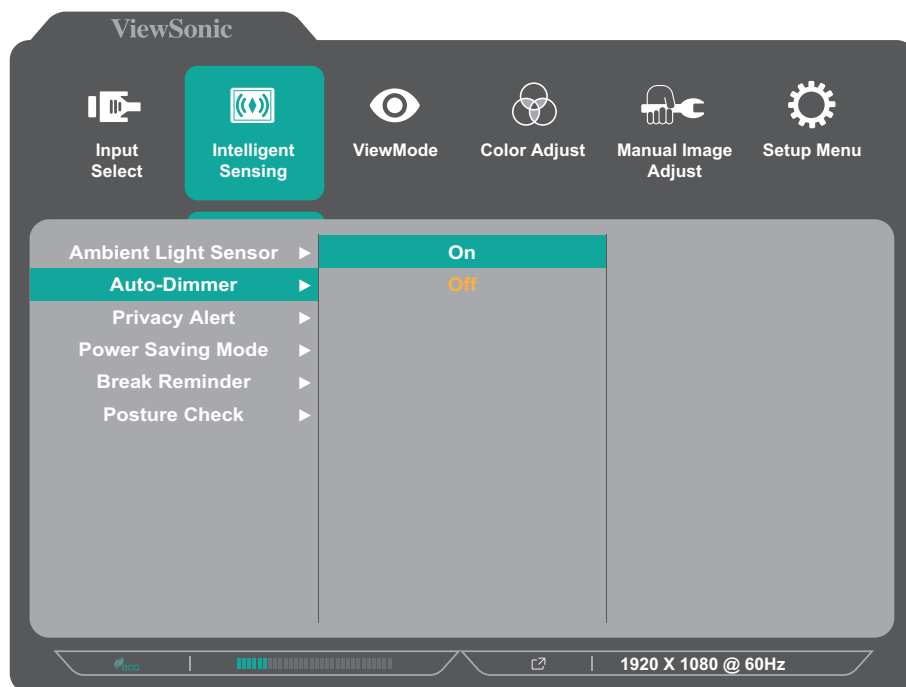 ViewSonic
Input Select
Intelligent Sensing
ViewMode
Color Adjust
Manual Image Adjust
Setup Menu
Ambient Light Sensor
On
Auto-Dimmer
Off
Privacy Alert
Power Saving Mode
Break Reminder
Posture Check
eco
1920 X 1080 @ 60Hz